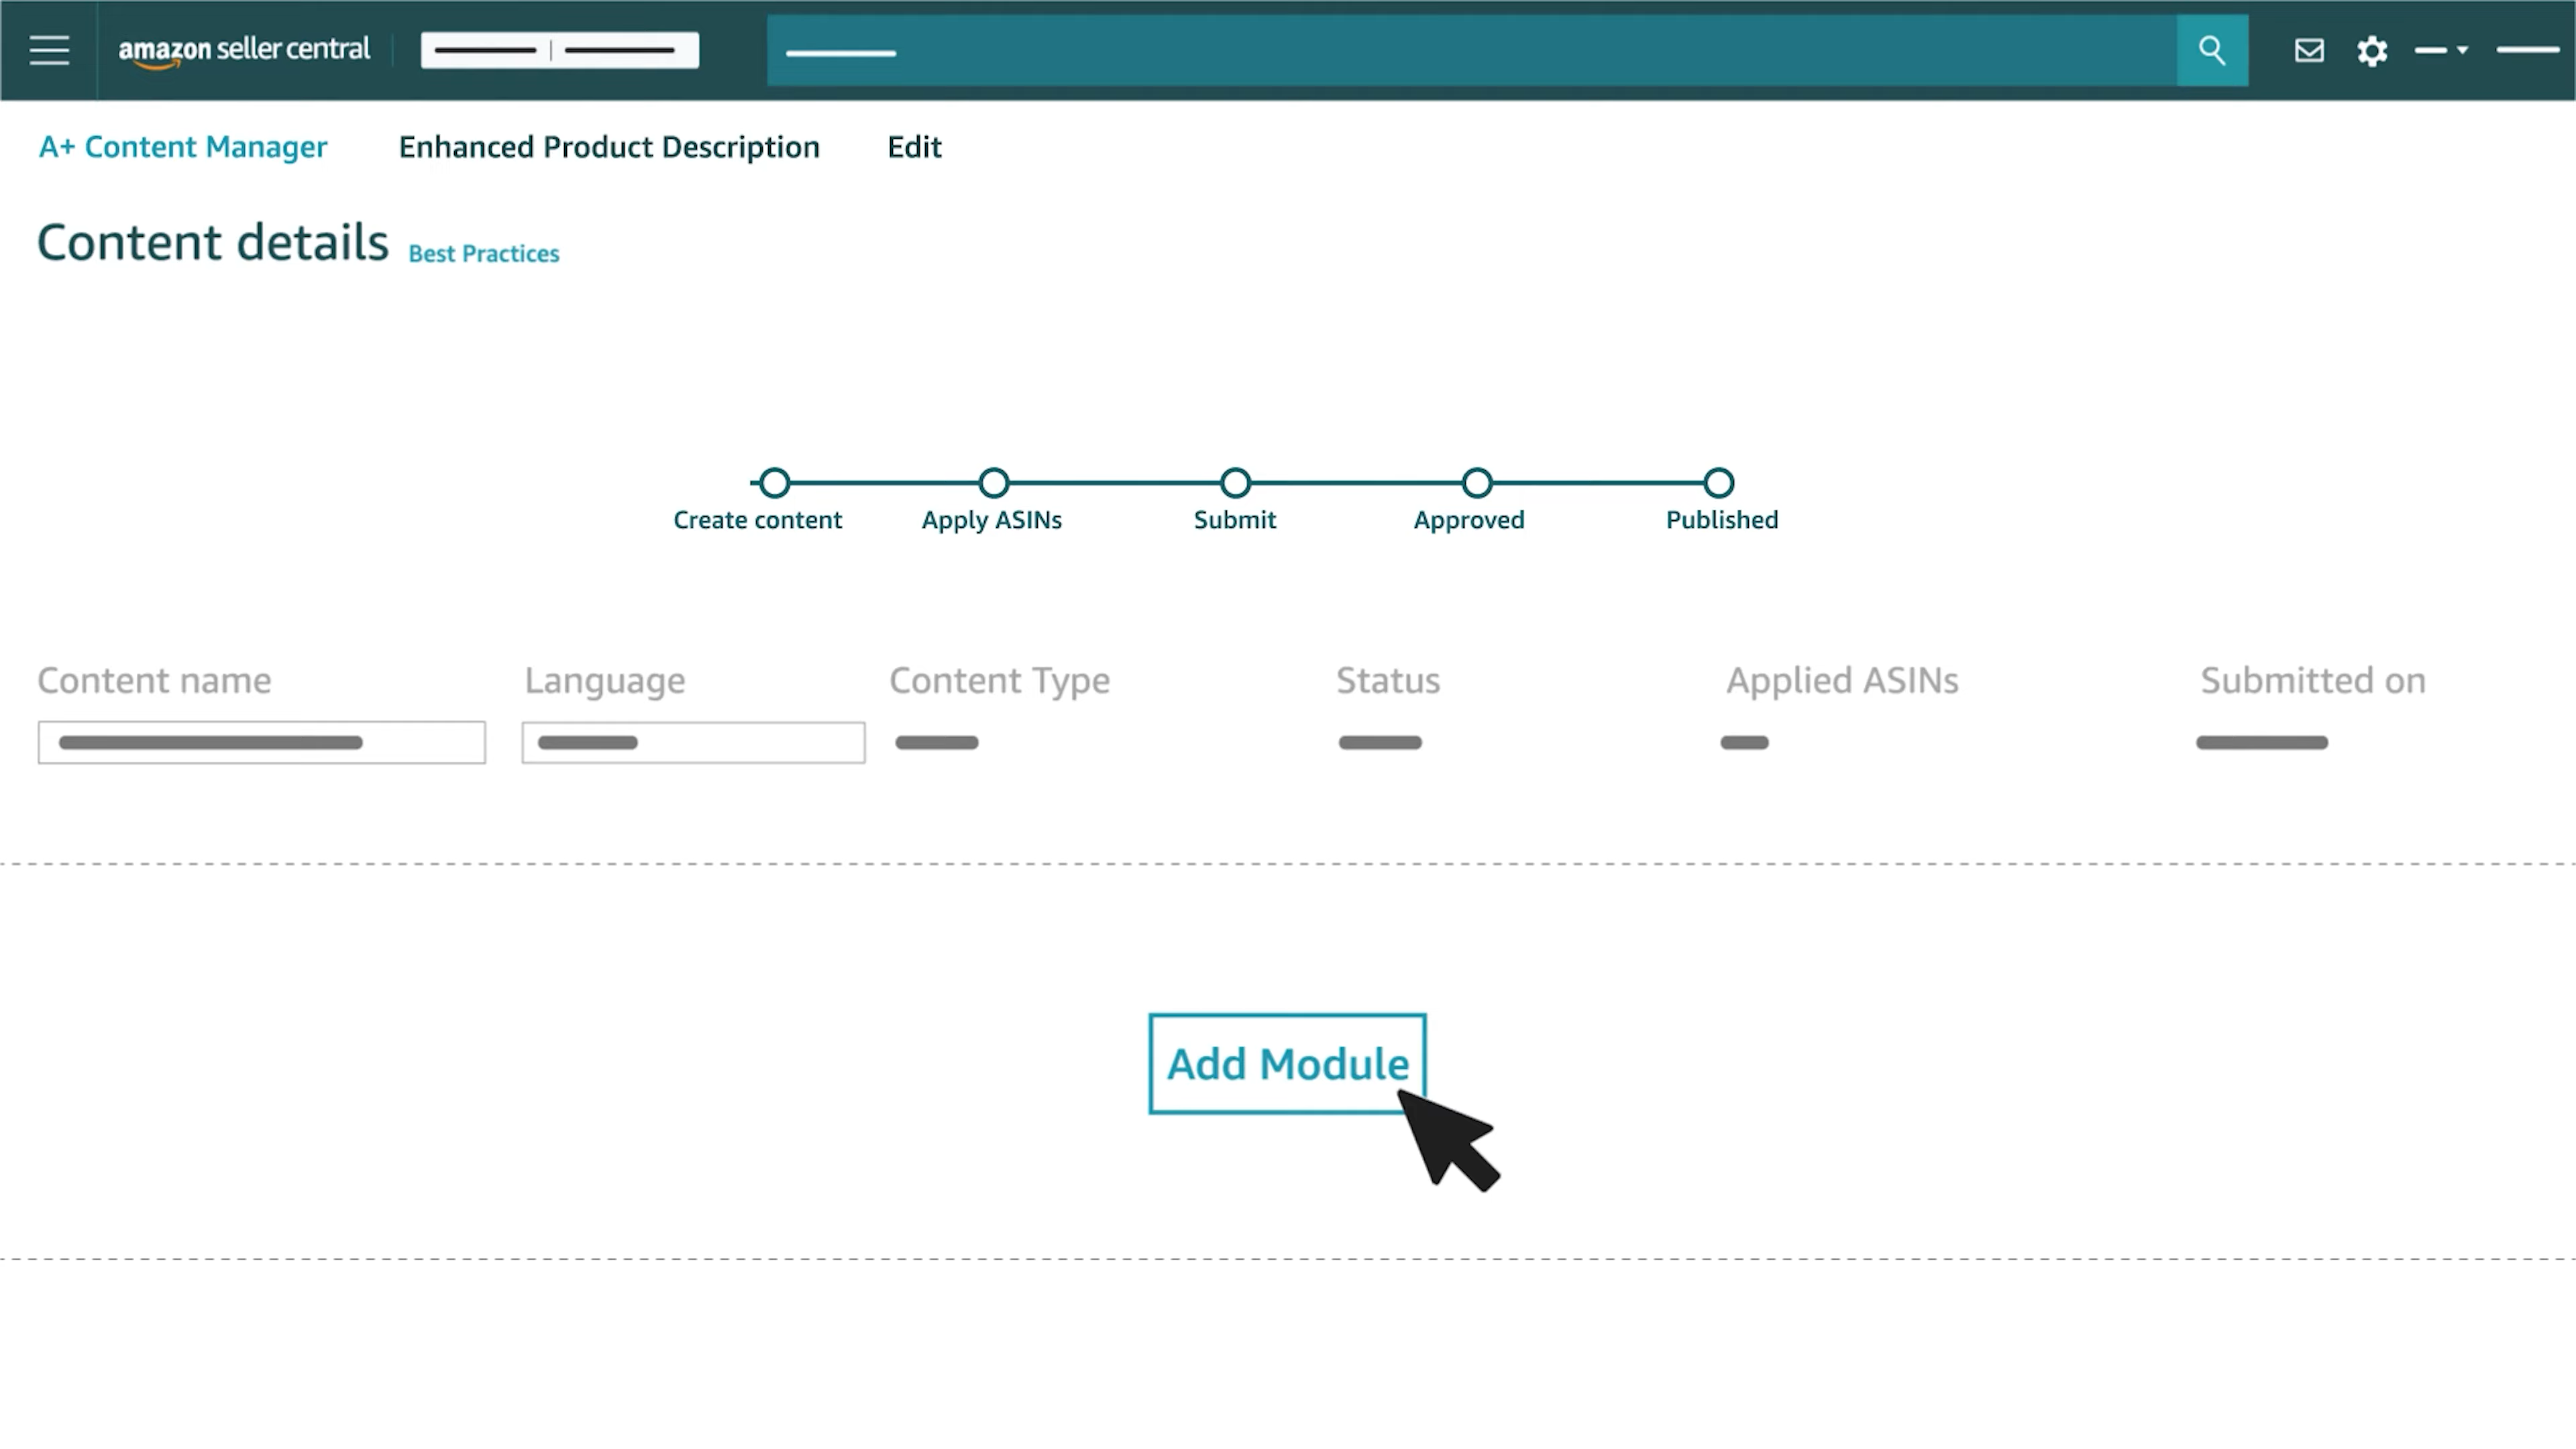 amazon seller central
A+ Content Manager Enhanced Product Description Edit
Content details Best Practices
Create content Apply ASINs Submit Approved Published
Content name Language Content Type Status Applied ASINs Submitted on
Add Module